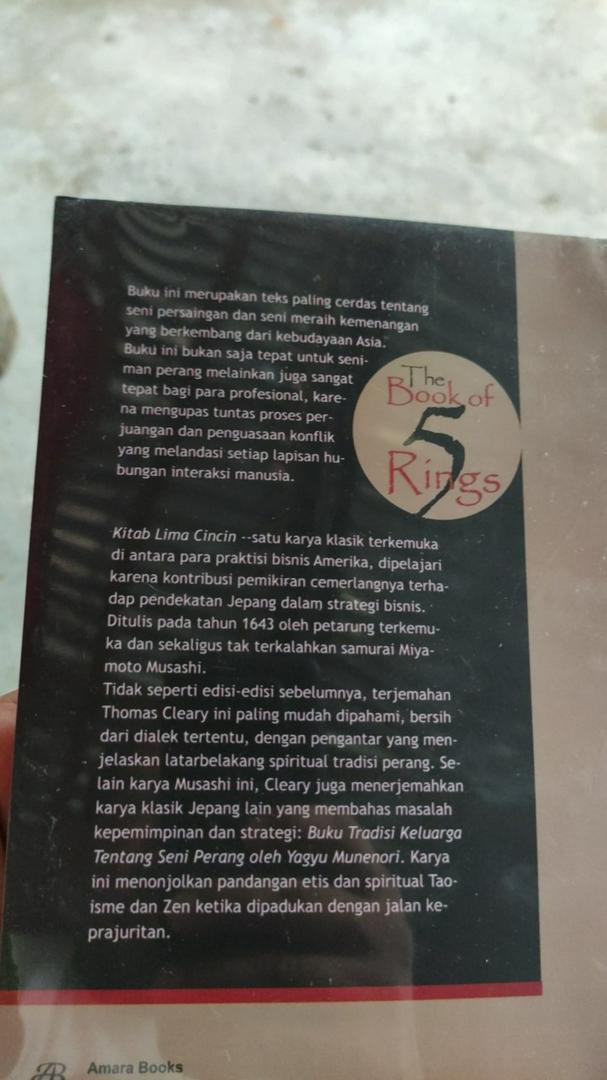 Buku ini merupakan teks paling cerdas tentang
seni persaingan dan seni meraih kemenangan
yang berkembang dari kebudayaan Asia.
Buku ini bukan saja tepat untuk seni-
man perang melainkan juga sangat
tepat bagi para profesional, kare-
na mengupas tuntas proses per-
juangan dan penguasaan konflik
yang melandasi setiap lapisan hu-
bungan interaksi manusia.
The
Book of
5
Rings
Kitab Lima Cincin --satu karya klasik terkemuka
di antara para praktisi bisnis Amerika, dipelajari
karena kontribusi pemikiran cemerlangnya terha-
dap pendekatan Jepang dalam strategi bisnis.
Ditulis pada tahun 1643 oleh petarung terkemu-
ka dan sekaligus tak terkalahkan samurai Miya-
moto Musashi.
Tidak seperti edisi-edisi sebelumnya, terjemahan
Thomas Cleary ini paling mudah dipahami, bersih
dari dialek tertentu, dengan pengantar yang men-
jelaskan latarbelakang spiritual tradisi perang. Se-
lain karya Musashi ini, Cleary juga menerjemahkan
karya klasik Jepang lain yang membahas masalah
kepemimpinan dan strategi: Buku Tradisi Keluarga
Tentang Seni Perang oleh Yagyu Munenori. Karya
ini menonjolkan pandangan etis dan spiritual Tao-
isme dan Zen ketika dipadukan dengan jalan ke-
prajuritan.
AB
Amara Books